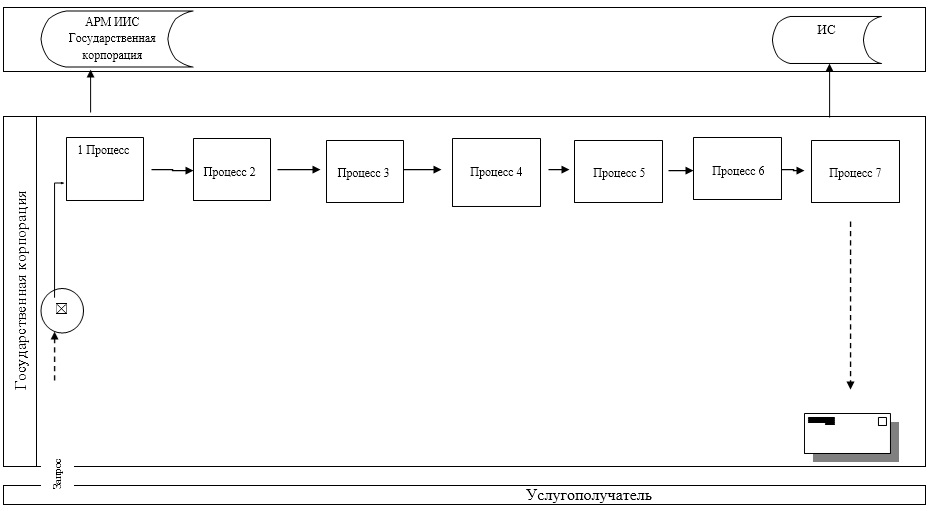 АРМ ИИС
Государственная
корпорация
ИС
Государственная корпорация
1 Процесс
Процесс 2
Процесс 3
Процесс 4
Процесс 5
Процесс 6
Процесс 7
Запрос
Услугополучатель